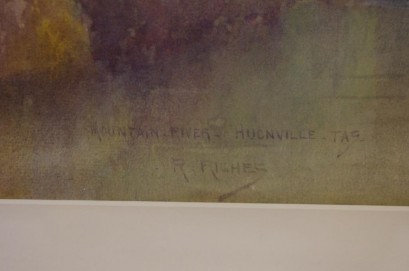 MOUNTAIN RIVER. HUONVILLE. TAS.
R. RICHES